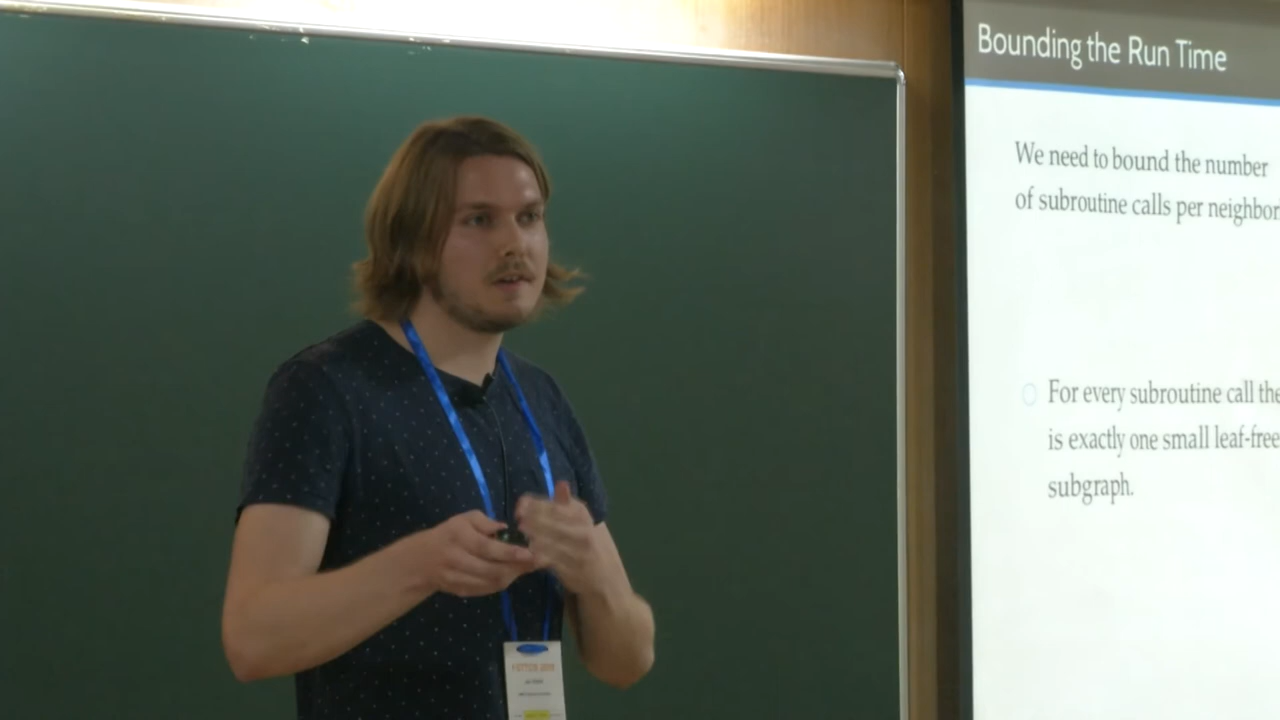 Bounding the Run Time
We need to bound the number
of subroutine calls per neighbor
For every subroutine call the
is exactly one small leaf-free
subgraph.